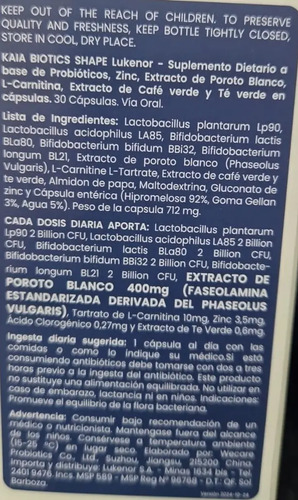 KEEP OUT OF THE REACH OF CHILDREN. TO PRESERVE
QUALITY AND FRESHNESS, KEEP BOTTLE TIGHTLY CLOSED,
STORE IN COOL, DRY PLACE.
KAIA BIOTICS SHAPE Lukenor - Suplemento Dietario a
base de Probióticos, Zinc, Extracto de Poroto Blanco,
L-Carnitina, Extracto de Café verde y Té verde en
cápsulas. 30 Cápsulas. Vía Oral.
Lista de Ingredientes: Lactobacillus plantarum Lp90,
Lactobacillus acidophilus LA85, Bifidobacterium lactis
BLa80, Bifidobacterium bifidum BBi32, Bifidobacterium
longum BL21, Extracto de poroto blanco (Phaseolus
Vulgaris), L-Carnitine L-Tartrate, Extracto de café verde y
te verde, Almidon de papa, Maltodextrina, Gluconato de
zinc y Cápsula entérica (Hipromelosa 92%, Goma Gellan
3%, Agua 5%). Peso de la capsula 712 mg.
CADA DOSIS DIARIA APORTA: Lactobacillus plantarum
Lp90 2 Billion CFU, Lactobacillus acidophilus LA85 2 Billion
CFU, Bifidobacterium lactis BLa80 2 Billion CFU,
Bifidobacterium bifidum BBi32 2 Billion CFU, Bifidobacte-
rium longum BL21 2 Billion CFU, EXTRACTO DE
POROTO BLANCO 400mg (FASEOLAMINA
ESTANDARIZADA DERIVADA DEL PHASEOLUS
VULGARIS), Tartrato de L-Carnitina 10mg, Zinc 3,5mg,
Ácido Clorogénico 0,27mg y Extracto de Te Verde 0,6mg.
Ingesta diaria sugerida: 1 cápsula al día con las
comidas o como lo indique su médico.Si está
consumiendo antibióticos debe tomarse con dos a tres
horas previo a la ingesta del antibiótico. Este producto
no sustituye una alimentación equilibrada. No utilizar en
caso de embarazo, lactancia ni en niños. Indicaciones:
Promueve el equilibrio de la flora bacteriana.
Advertencia: Consumir bajo recomendación de un
médico o nutricionista. Mantengase fuera del alcance
de los niños. Consérvese a temperatura ambiente
(15-25 ºC) en lugar seco. Elaborado por: Wecare
Probiotics Co., Ltd. Suzhou, Jiangsu, 215200 China.
Importa y distribuye: Lukenor S.A - Minas 1634 bis - Tel:
2401 9476. Inc. MSP 589 - MSP Reg Nº 98768 - D.T: QF. Sol
Barboza.